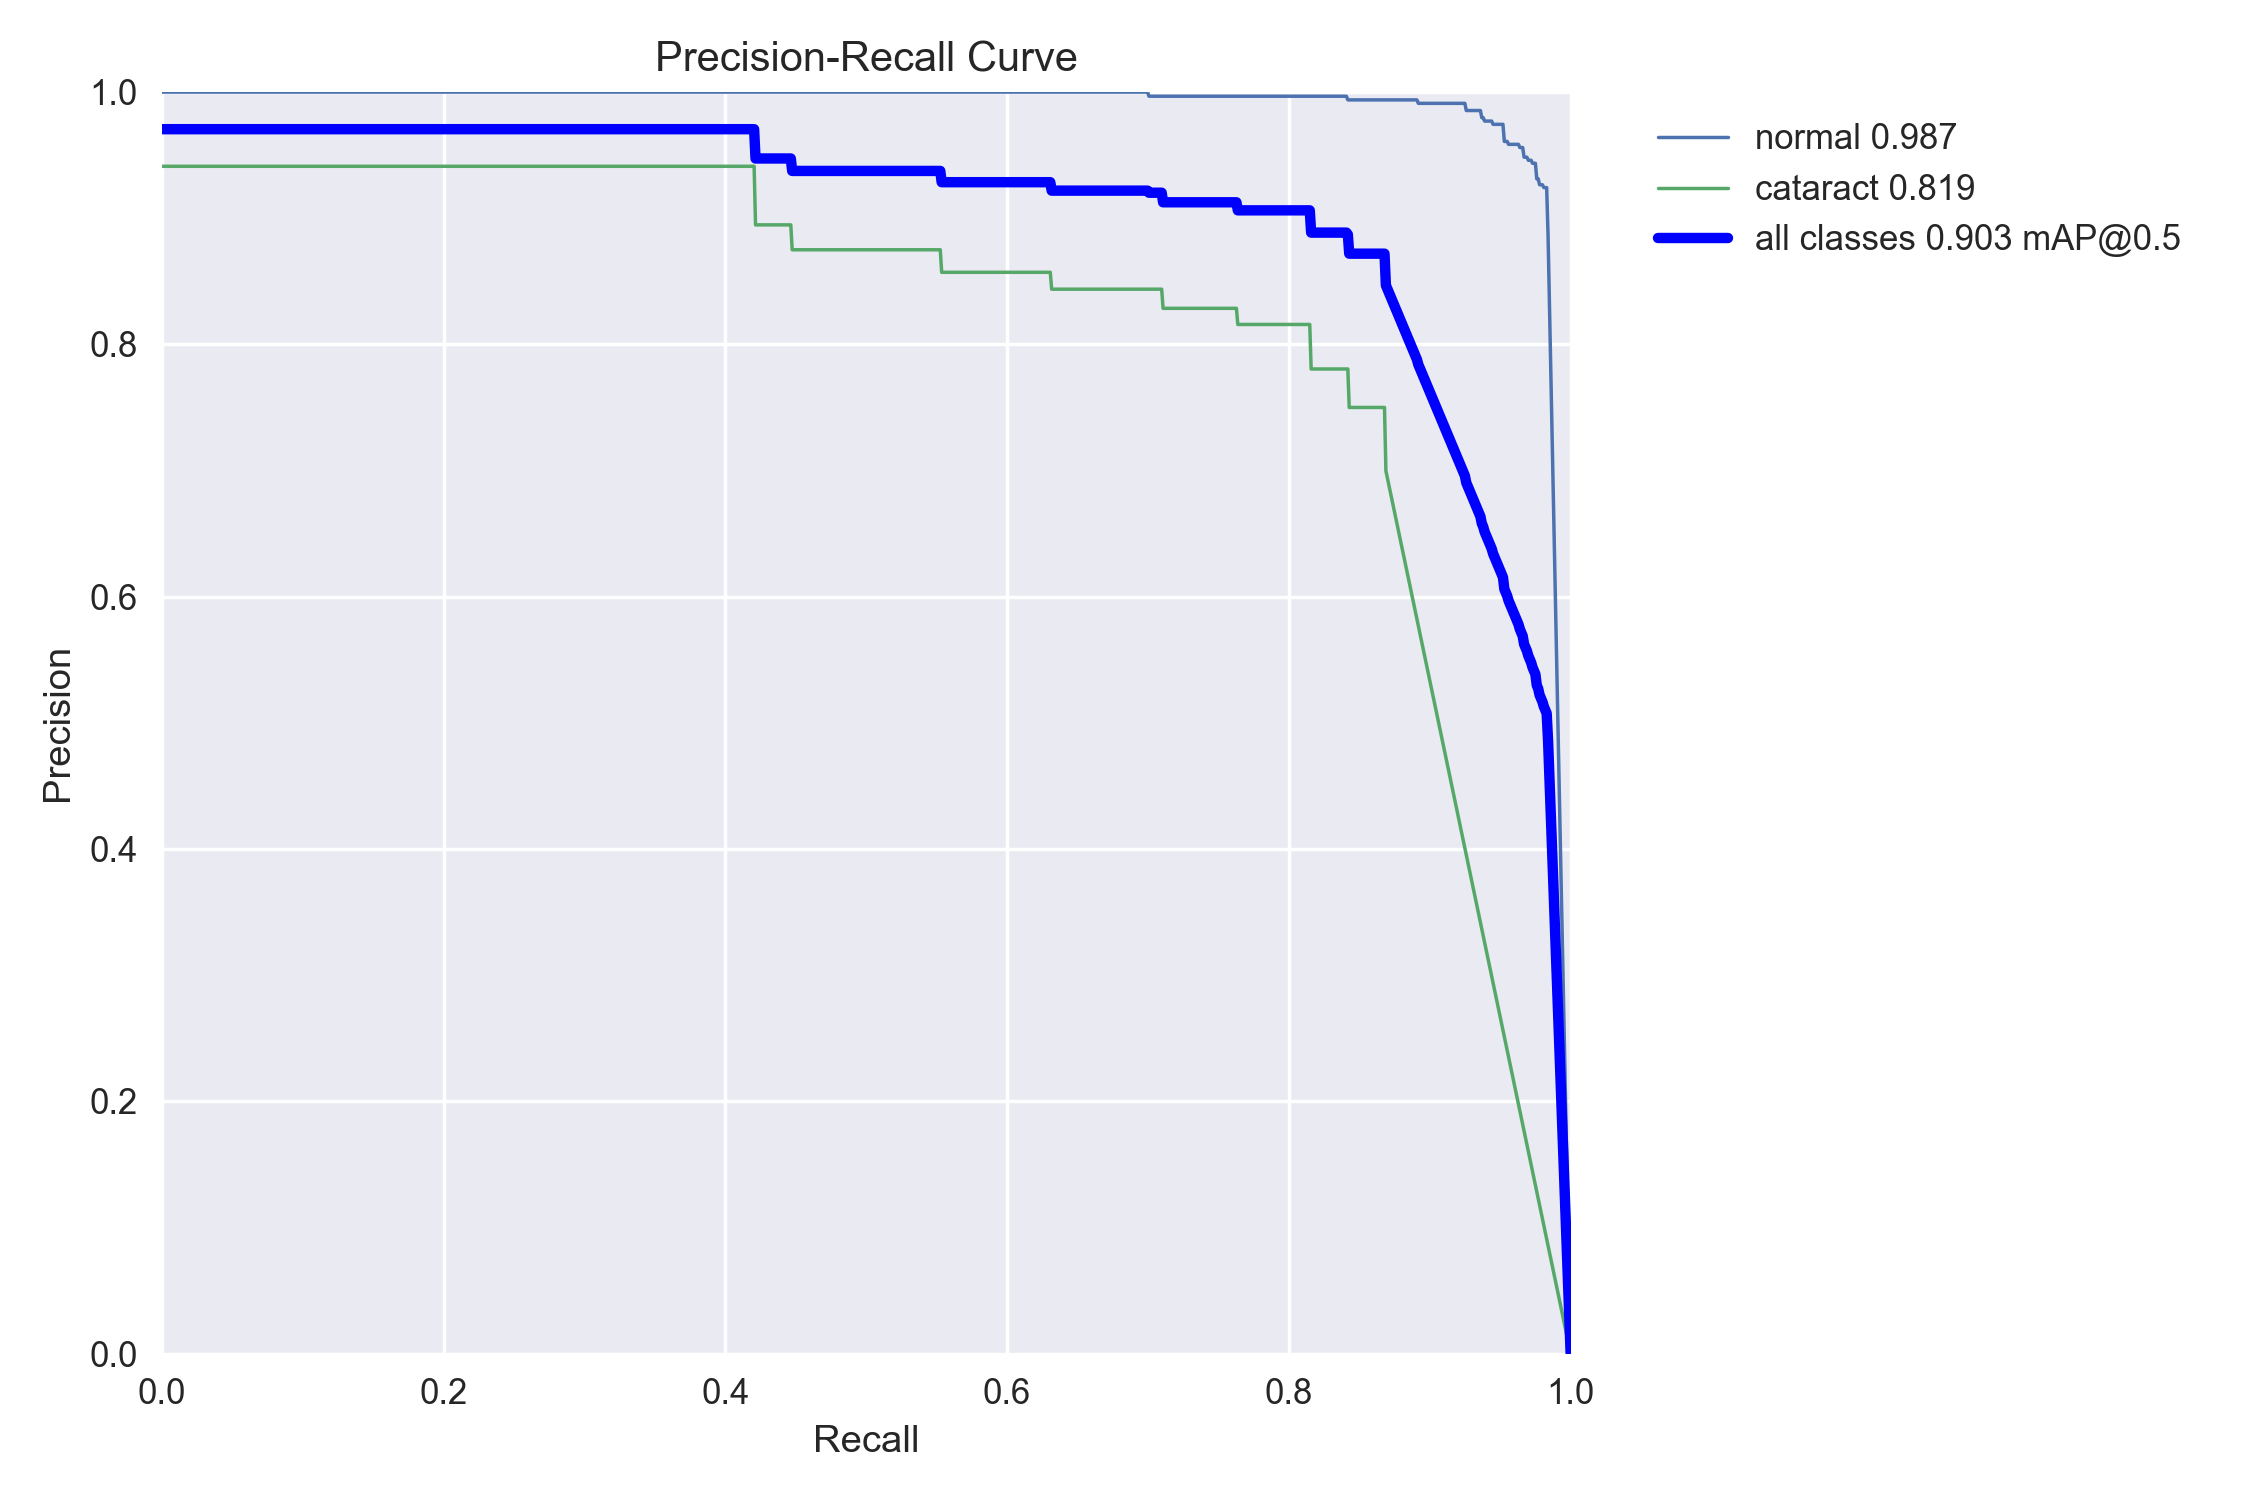 Precision-Recall Curve
1.0
0.8
0.6
0.4
0.2
0.0
Precision
0.0 0.2 0.4 0.6 0.8 1.0
Recall
normal 0.987
cataract 0.819
all classes 0.903 mAP@0.5